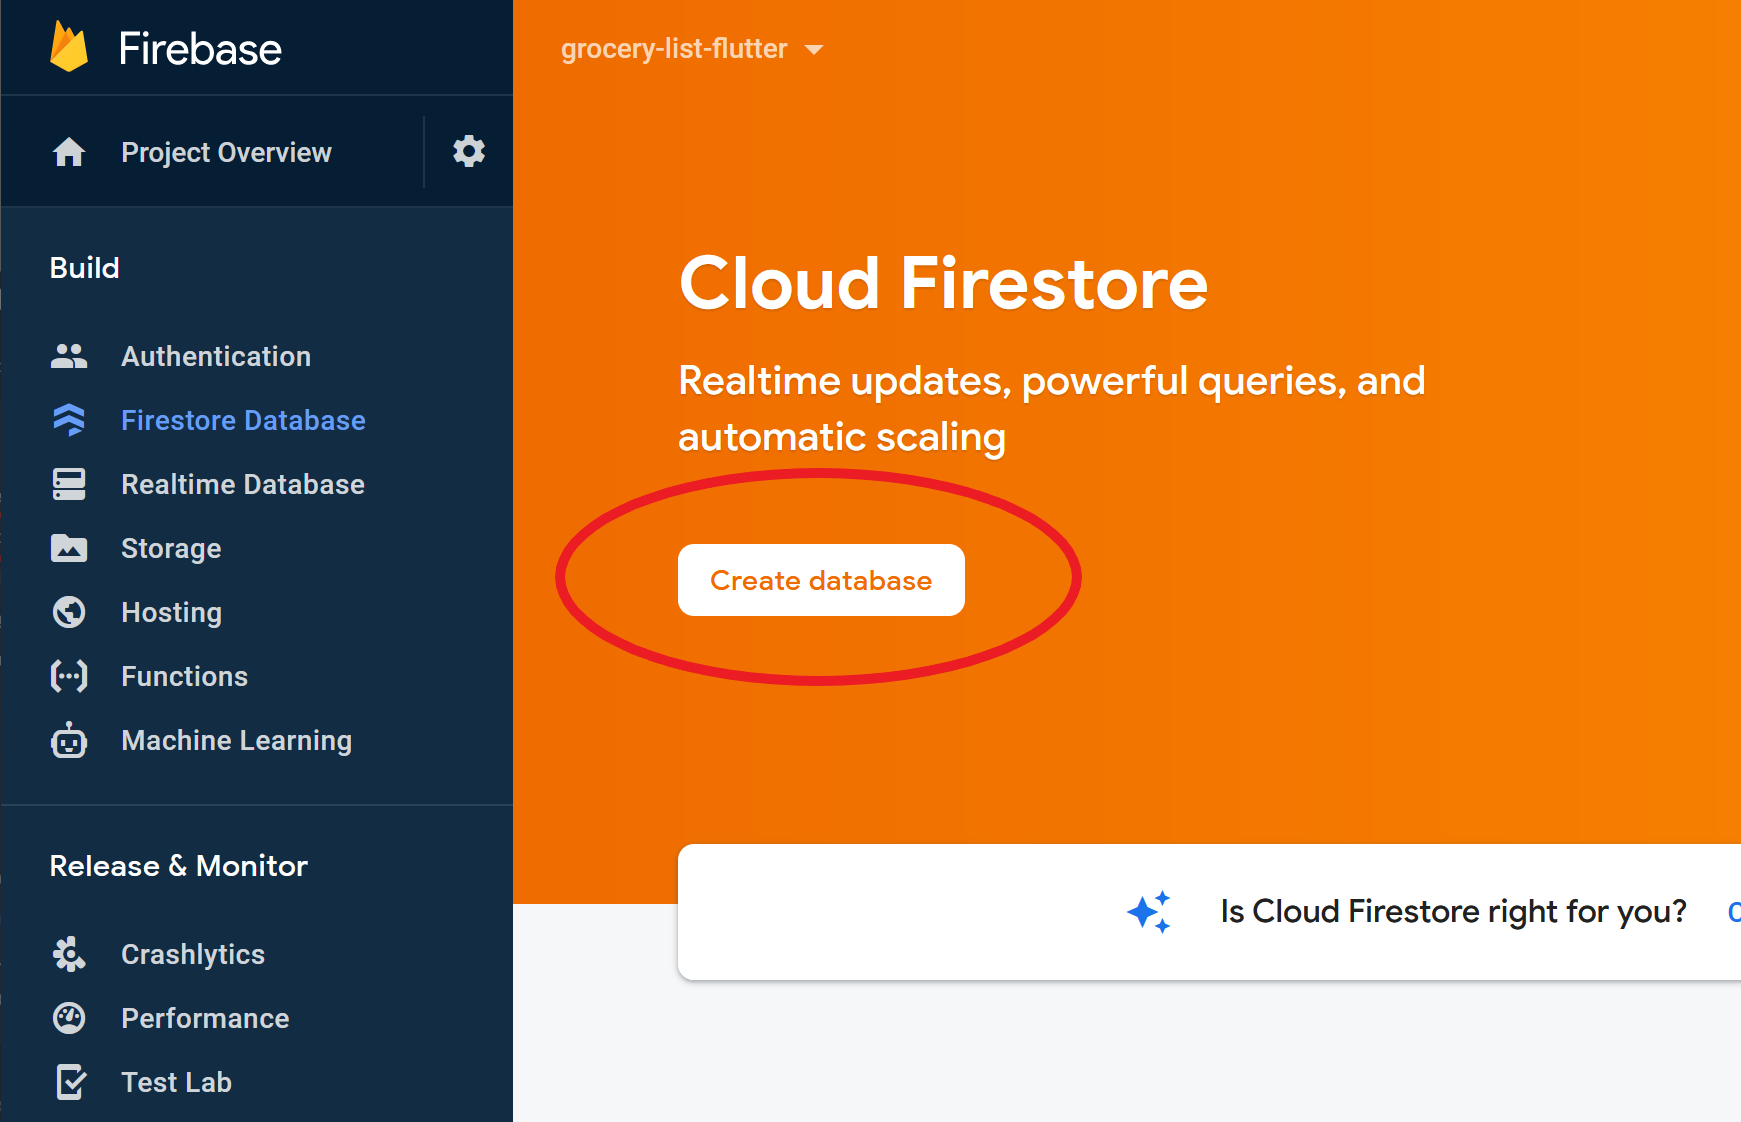 Firebase
grocery-list-flutter
Project Overview
Build
Authentication
Firestore Database
Realtime Database
Storage
Hosting
Functions
Machine Learning
Release & Monitor
Crashlytics
Performance
Test Lab
Cloud Firestore
Realtime updates, powerful queries, and
automatic scaling
Create database
Is Cloud Firestore right for you?